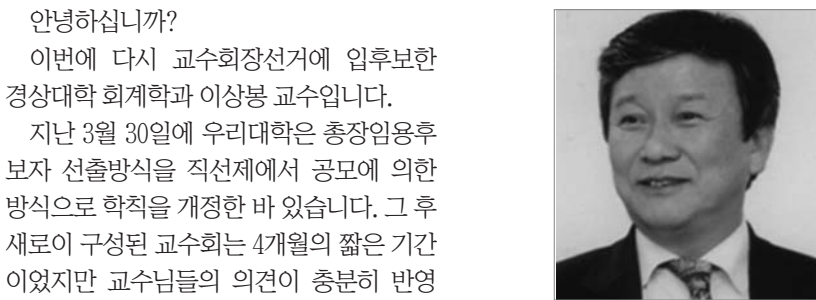 안녕하십니까?
이번에 다시 교수회장선거에 입후보한
경상대학 회계학과 이상봉 교수입니다.
지난 3월 30일에 우리대학은 총장임용후
보자 선출방식을 직선제에서 공모에 의한
방식으로 학칙을 개정한 바 있습니다. 그 후
새로이 구성된 교수회는 4개월의 짧은 기간
이었지만 교수님들의 의견이 충분히 반영